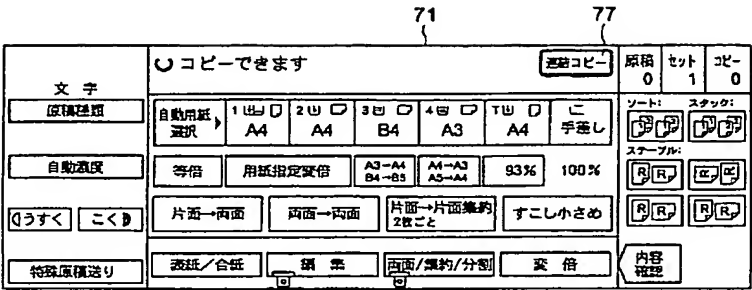 71
77
コピーできます
連結コピー
原稿 セット コピー
0 1 0
文字
原稿種類
自動濃度
うすく こく
特殊原稿送り
自動用紙選択
1 A4
2 A4
3 B4
4 A3
T A4
手差し
等倍
用紙指定変倍
A3→A4
B4→B5
A4→A3
A5→A4
93%
100%
片面→両面
両面→両面
片面→片面集約
2枚ごと
すこし小さめ
表紙/合紙
編集
両面/集約/分割
変倍
ソート: スタック:
ステープル:
R R R R
R R R R
内容
確認